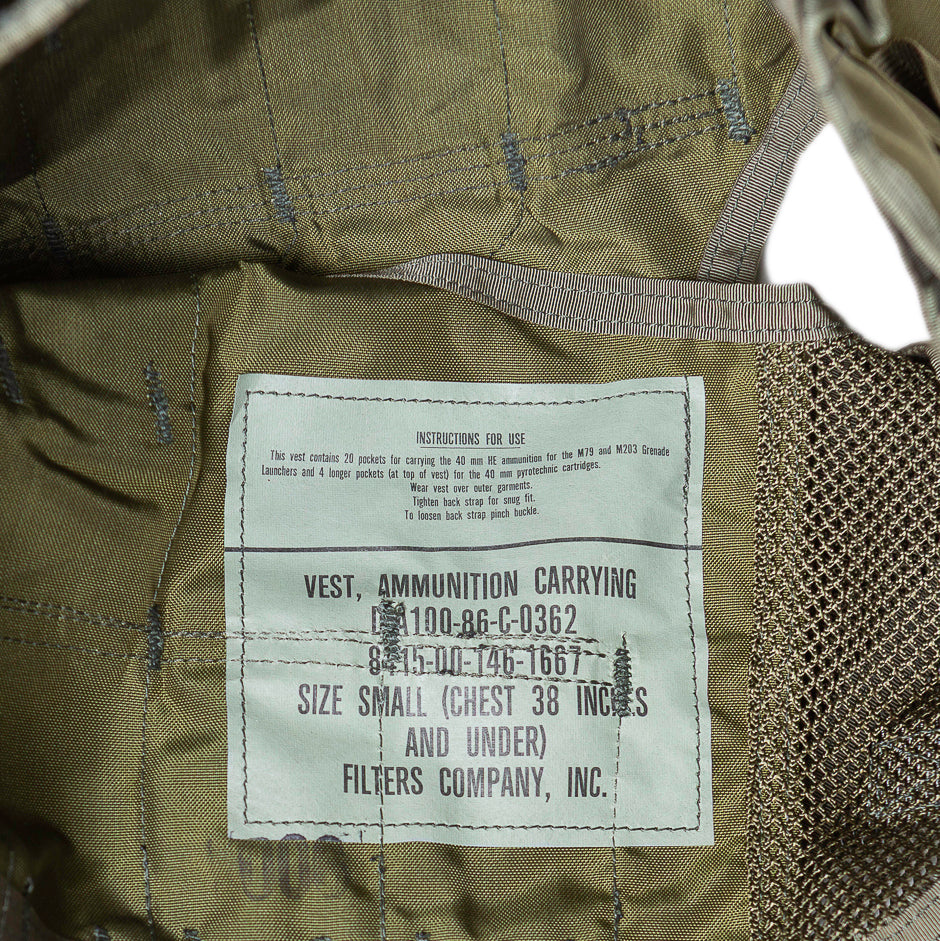 INSTRUCTIONS FOR USE
This vest contains 20 pockets for carrying the 40 mm HE ammunition for the M79 and M203 Grenade
Launchers and 4 longer pockets (at top of vest) for the 40 mm pyrotechnic cartridges.
Wear vest over outer garments.
Tighten back strap for snug fit.
To loosen back strap pinch buckle.
VEST, AMMUNITION CARRYING
DLA100-86-C-0362
8415-00-146-1667
SIZE SMALL (CHEST 38 INCHES
AND UNDER)
FILTERS COMPANY, INC.